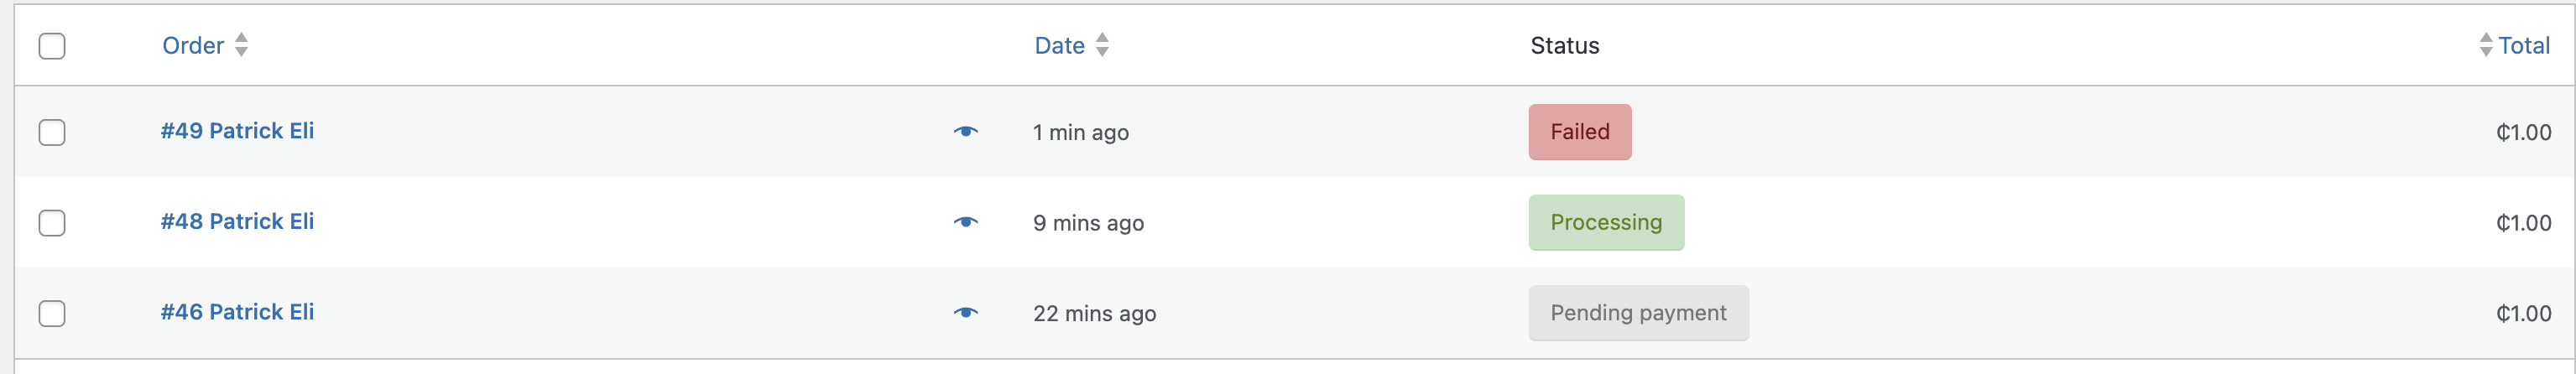 Order Date Status Total
#49 Patrick Eli 1 min ago Failed ₵1.00
#48 Patrick Eli 9 mins ago Processing ₵1.00
#46 Patrick Eli 22 mins ago Pending payment ₵1.00